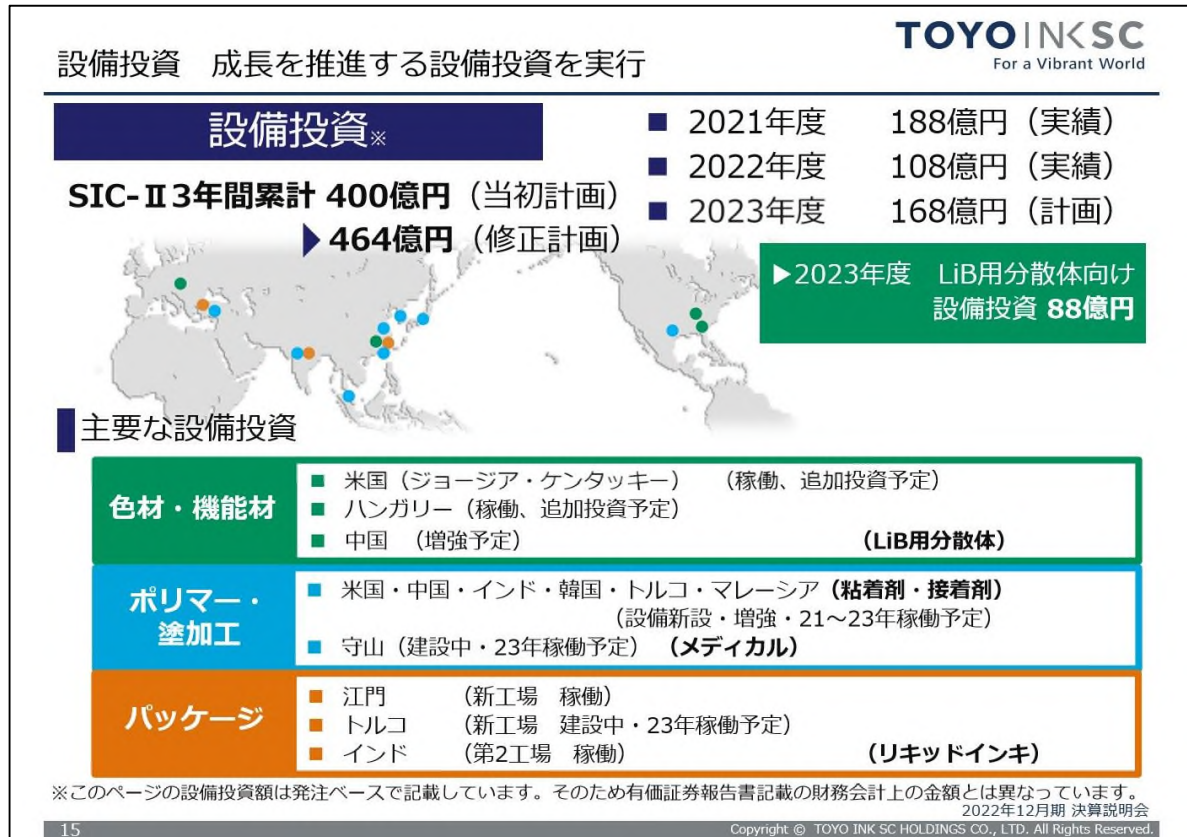 設備投資　成長を推進する設備投資を実行
TOYO INK SC
For a Vibrant World
設備投資※
■ 2021年度　188億円（実績）
■ 2022年度　108億円（実績）
■ 2023年度　168億円（計画）
SIC-Ⅱ3年間累計 400億円（当初計画）
▶ 464億円（修正計画）
▶2023年度　LiB用分散体向け
設備投資 88億円
主要な設備投資
色材・機能材
■ 米国（ジョージア・ケンタッキー）　（稼働、追加投資予定）
■ ハンガリー（稼働、追加投資予定）
■ 中国　（増強予定）　（LiB用分散体）
ポリマー・
塗加工
■ 米国・中国・インド・韓国・トルコ・マレーシア（粘着剤・接着剤）
（設備新設・増強・21～23年稼働予定）
■ 守山（建設中・23年稼働予定）　（メディカル）
パッケージ
■ 江門　（新工場　稼働）
■ トルコ　（新工場　建設中・23年稼働予定）
■ インド　（第2工場　稼働）　（リキッドインキ）
※このページの設備投資額は発注ベースで記載しています。そのため有価証券報告書記載の財務会計上の金額とは異なっています。
2022年12月期 決算説明会
15
Copyright © TOYO INK SC HOLDINGS CO., LTD. All Rights Reserved.